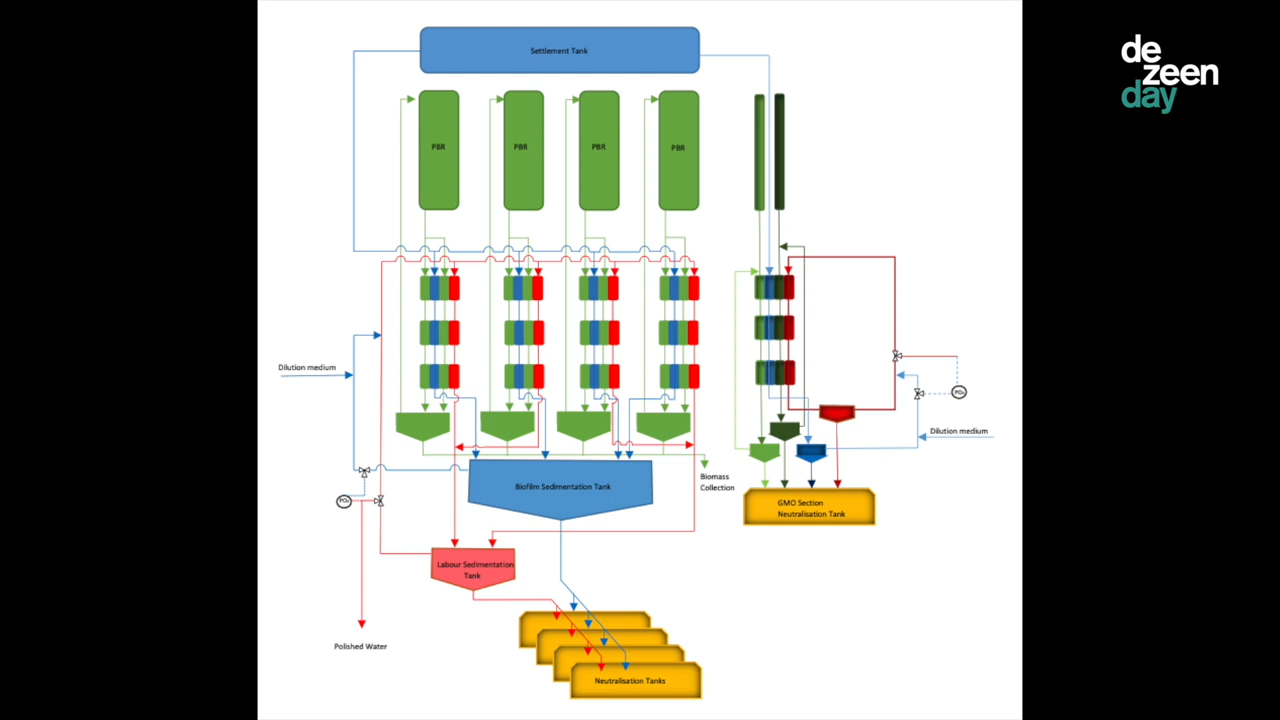 de
zeen
day
Settlement Tank
PBR
PBR
PBR
PBR
Dilution medium
PO₄
Dilution medium
Biomass
Collection
Biofilm Sedimentation Tank
PO₄
GMO Section
Neutralisation Tank
Labour Sedimentation
Tank
Polished Water
Neutralisation Tanks